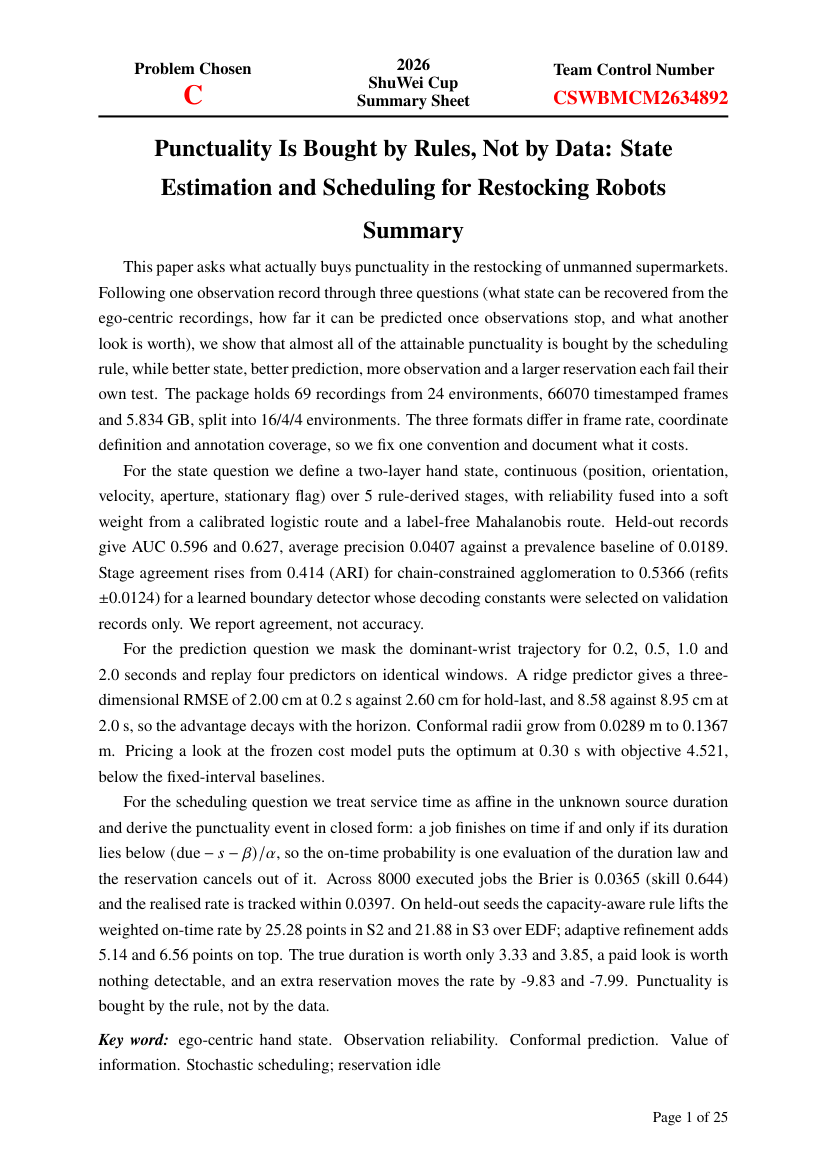 Problem Chosen
C
2026
ShuWei Cup
Summary Sheet
Team Control Number
CSWBMCM2634892
Punctuality Is Bought by Rules, Not by Data: State
Estimation and Scheduling for Restocking Robots
Summary
This paper asks what actually buys punctuality in the restocking of unmanned supermarkets.
Following one observation record through three questions (what state can be recovered from the
ego-centric recordings, how far it can be predicted once observations stop, and what another
look is worth), we show that almost all of the attainable punctuality is bought by the scheduling
rule, while better state, better prediction, more observation and a larger reservation each fail their
own test. The package holds 69 recordings from 24 environments, 66070 timestamped frames
and 5.834 GB, split into 16/4/4 environments. The three formats differ in frame rate, coordinate
definition and annotation coverage, so we fix one convention and document what it costs.
For the state question we define a two-layer hand state, continuous (position, orientation,
velocity, aperture, stationary flag) over 5 rule-derived stages, with reliability fused into a soft
weight from a calibrated logistic route and a label-free Mahalanobis route. Held-out records
give AUC 0.596 and 0.627, average precision 0.0407 against a prevalence baseline of 0.0189.
Stage agreement rises from 0.414 (ARI) for chain-constrained agglomeration to 0.5366 (refits
±0.0124) for a learned boundary detector whose decoding constants were selected on validation
records only. We report agreement, not accuracy.
For the prediction question we mask the dominant-wrist trajectory for 0.2, 0.5, 1.0 and
2.0 seconds and replay four predictors on identical windows. A ridge predictor gives a three-
dimensional RMSE of 2.00 cm at 0.2 s against 2.60 cm for hold-last, and 8.58 against 8.95 cm at
2.0 s, so the advantage decays with the horizon. Conformal radii grow from 0.0289 m to 0.1367
m. Pricing a look at the frozen cost model puts the optimum at 0.30 s with objective 4.521,
below the fixed-interval baselines.
For the scheduling question we treat service time as affine in the unknown source duration
and derive the punctuality event in closed form: a job finishes on time if and only if its duration
lies below (due − s − β)/α, so the on-time probability is one evaluation of the duration law and
the reservation cancels out of it. Across 8000 executed jobs the Brier is 0.0365 (skill 0.644)
and the realised rate is tracked within 0.0397. On held-out seeds the capacity-aware rule lifts the
weighted on-time rate by 25.28 points in S2 and 21.88 in S3 over EDF; adaptive refinement adds
5.14 and 6.56 points on top. The true duration is worth only 3.33 and 3.85, a paid look is worth
nothing detectable, and an extra reservation moves the rate by -9.83 and -7.99. Punctuality is
bought by the rule, not by the data.
Key word: ego-centric hand state. Observation reliability. Conformal prediction. Value of
information. Stochastic scheduling; reservation idle
Page 1 of 25